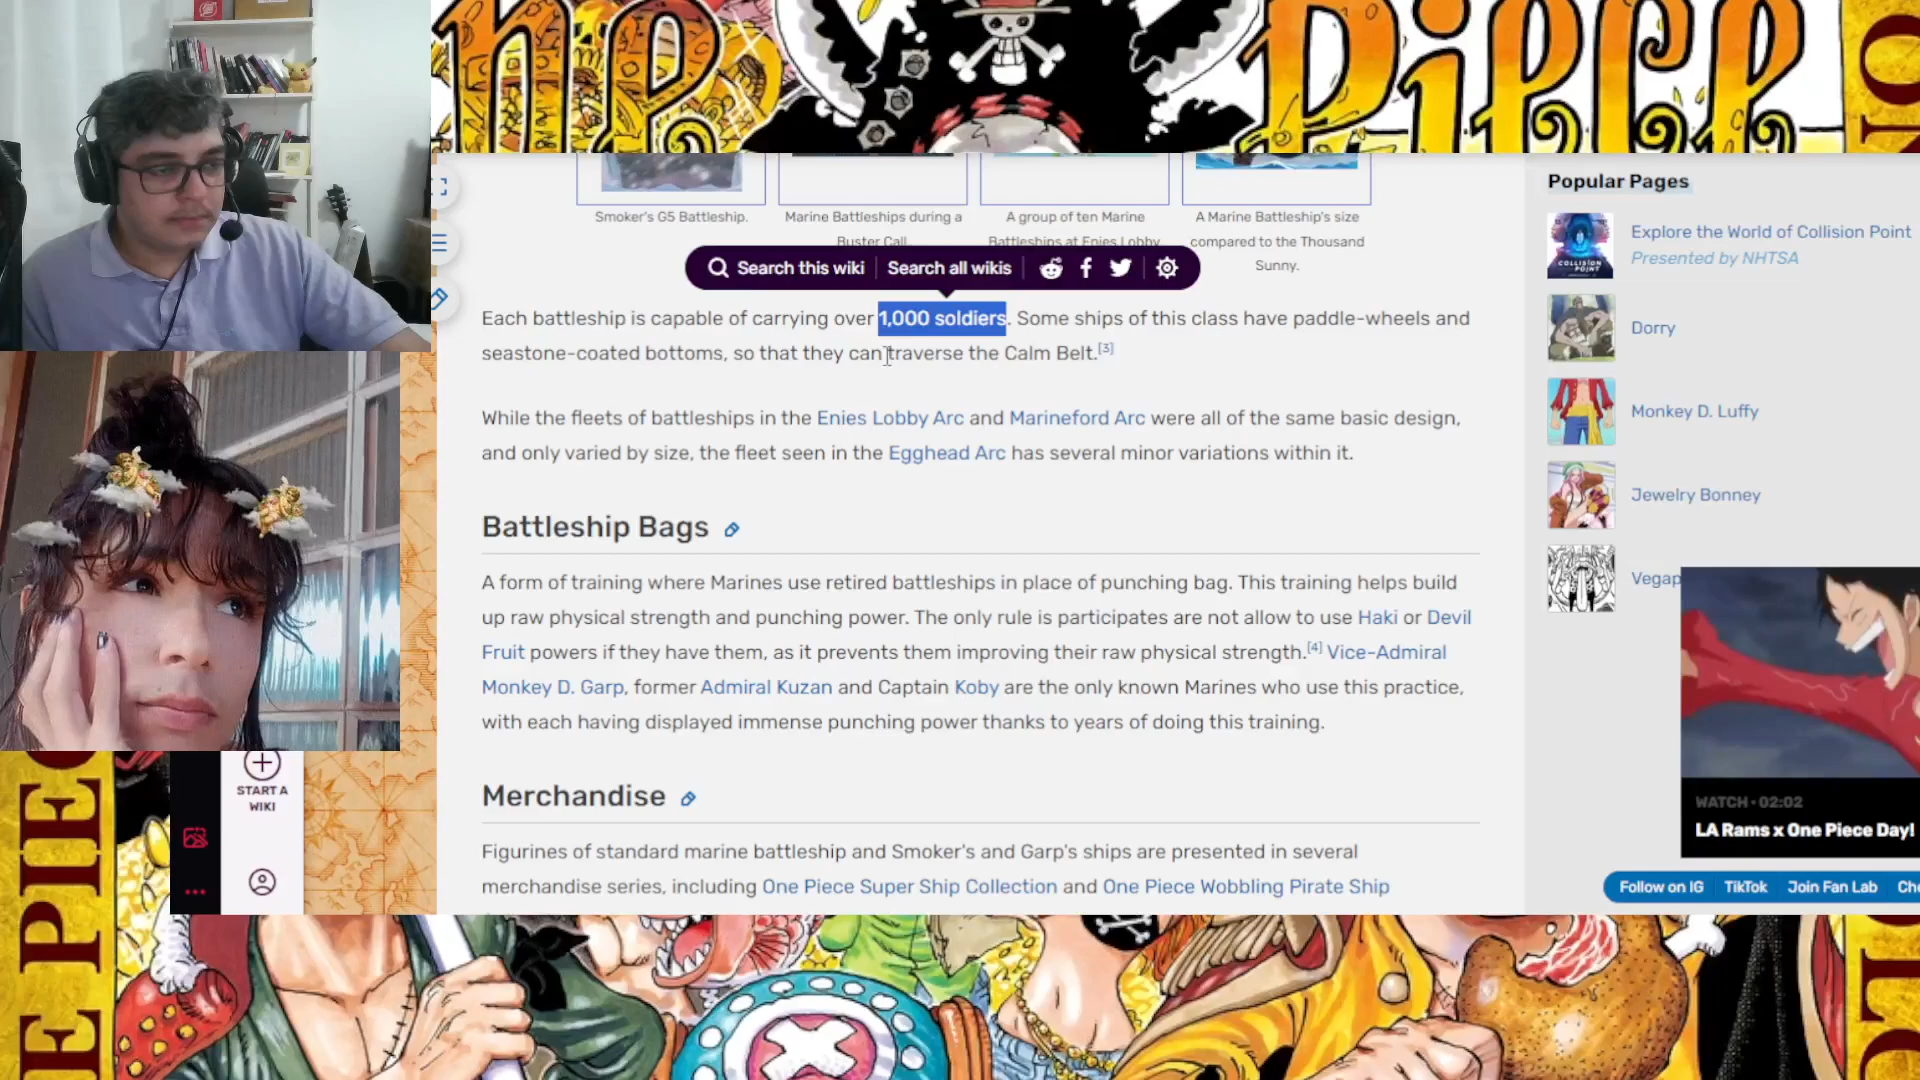 Piece
Smoker's G5 Battleship.
Marine Battleships during a
Buster Call.
A group of ten Marine
Battleships at Enies Lobby
A Marine Battleship's size
compared to the Thousand
Sunny.
Search this wiki
Search all wikis
Each battleship is capable of carrying over 1,000 soldiers. Some ships of this class have paddle-wheels and
seastone-coated bottoms, so that they can traverse the Calm Belt.[3]
While the fleets of battleships in the Enies Lobby Arc and Marineford Arc were all of the same basic design,
and only varied by size, the fleet seen in the Egghead Arc has several minor variations within it.
Battleship Bags
A form of training where Marines use retired battleships in place of punching bag. This training helps build
up raw physical strength and punching power. The only rule is participates are not allow to use Haki or Devil
Fruit powers if they have them, as it prevents them improving their raw physical strength.[4] Vice-Admiral
Monkey D. Garp, former Admiral Kuzan and Captain Koby are the only known Marines who use this practice,
with each having displayed immense punching power thanks to years of doing this training.
Merchandise
Figurines of standard marine battleship and Smoker's and Garp's ships are presented in several
merchandise series, including One Piece Super Ship Collection and One Piece Wobbling Pirate Ship
Popular Pages
Explore the World of Collision Point
Presented by NHTSA
COLLISION
POINT
Dorry
Monkey D. Luffy
Jewelry Bonney
Vegap
WATCH • 02:02
LA Rams x One Piece Day!
Follow on IG
TikTok
Join Fan Lab
Che
START A
WIKI